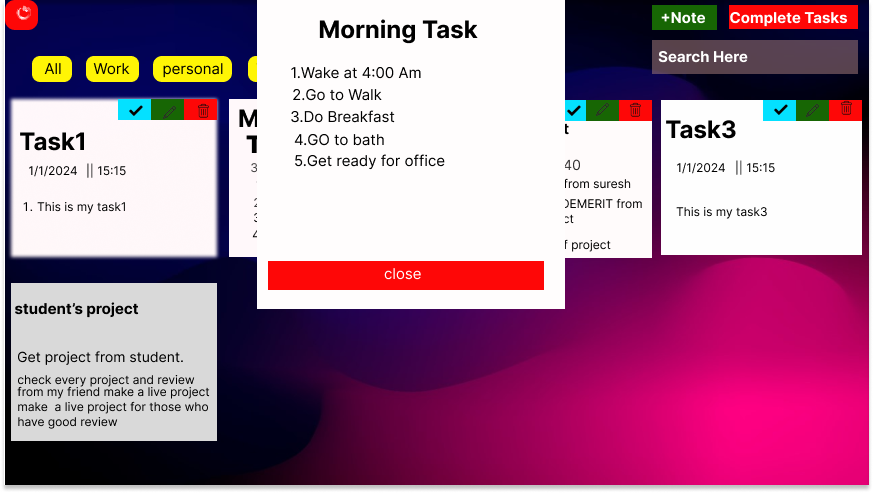 Morning Task
1.Wake at 4:00 Am
2.Go to Walk
3.Do Breakfast
4.GO to bath
5.Get ready for office
close
+Note
Complete Tasks
Search Here
All
Work
personal
Task1
1/1/2024 || 15:15
1. This is my task1
M
T
3
2
3
4
t
40
from suresh
DEMERIT from
ct
f project
Task3
1/1/2024 || 15:15
This is my task3
student’s project
Get project from student.
check every project and review
from my friend make a live project
make a live project for those who
have good review